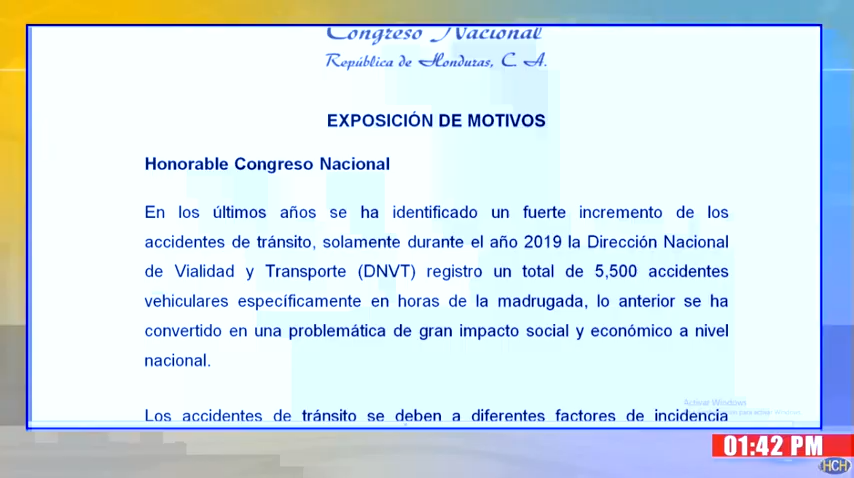 Congreso Nacional
República de Honduras, C. A.
EXPOSICIÓN DE MOTIVOS
Honorable Congreso Nacional
En los últimos años se ha identificado un fuerte incremento de los
accidentes de tránsito, solamente durante el año 2019 la Dirección Nacional
de Vialidad y Transporte (DNVT) registro un total de 5,500 accidentes
vehiculares específicamente en horas de la madrugada, lo anterior se ha
convertido en una problemática de gran impacto social y económico a nivel
nacional.
Los accidentes de tránsito se deben a diferentes factores de incidencia
Activar Windows
para activar Windows.
01:42 PM
HCH